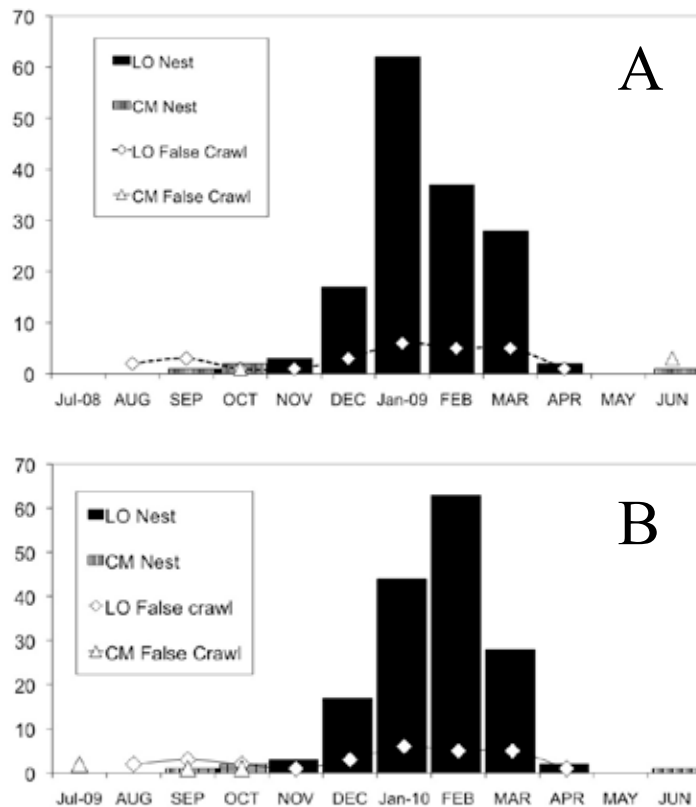 70
60
50
40
30
20
10
0
LO Nest
CM Nest
LO False Crawl
CM False Crawl
A
Jul-08 AUG SEP OCT NOV DEC Jan-09 FEB MAR APR MAY JUN
70
60
50
40
30
20
10
0
LO Nest
CM Nest
LO False crawl
CM False Crawl
B
Jul-09 AUG SEP OCT NOV DEC Jan-10 FEB MAR APR MAY JUN